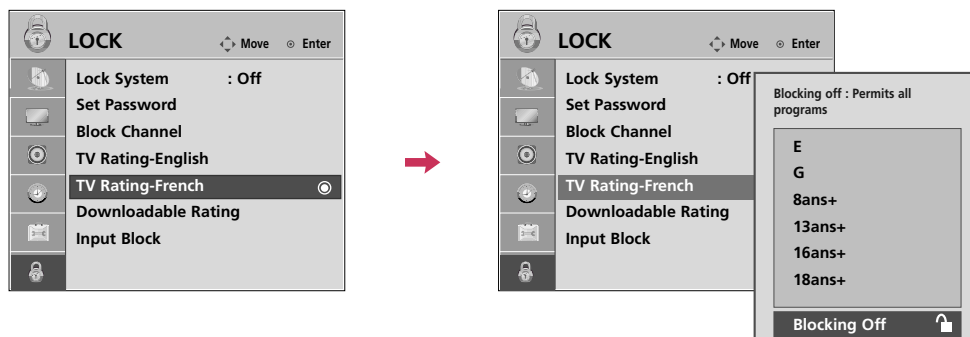 LOCK Move Enter
Lock System : Off
Set Password
Block Channel
TV Rating-English
TV Rating-French
Downloadable Rating
Input Block
LOCK Move Enter
Lock System : Off
Set Password
Block Channel
TV Rating-English
TV Rating-French
Downloadable Rating
Input Block
Blocking off : Permits all
programs
E
G
8ans+
13ans+
16ans+
18ans+
Blocking Off